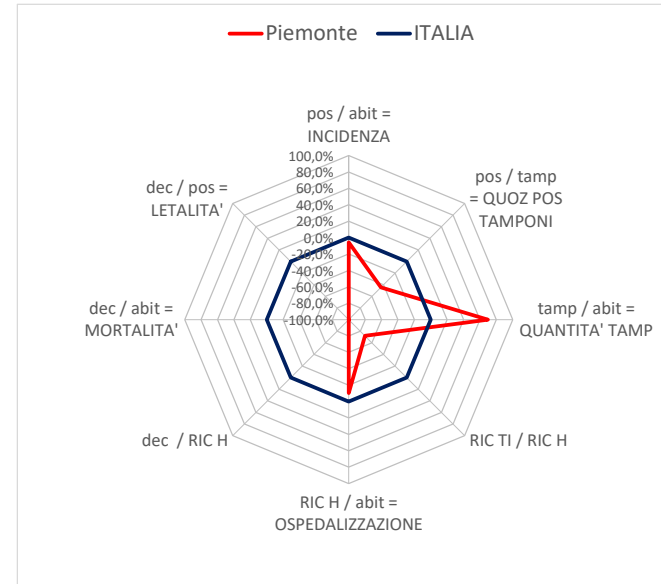 Piemonte ITALIA
pos / abit =
INCIDENZA
pos / tamp
= QUOZ POS
TAMPONI
tamp / abit =
QUANTITA' TAMP
RIC TI / RIC H
RIC H / abit =
OSPEDALIZZAZIONE
dec / RIC H
dec / abit =
MORTALITA'
dec / pos =
LETALITA'
100,0%
80,0%
60,0%
40,0%
20,0%
0,0%
-20,0%
-40,0%
-60,0%
-80,0%
-100,0%